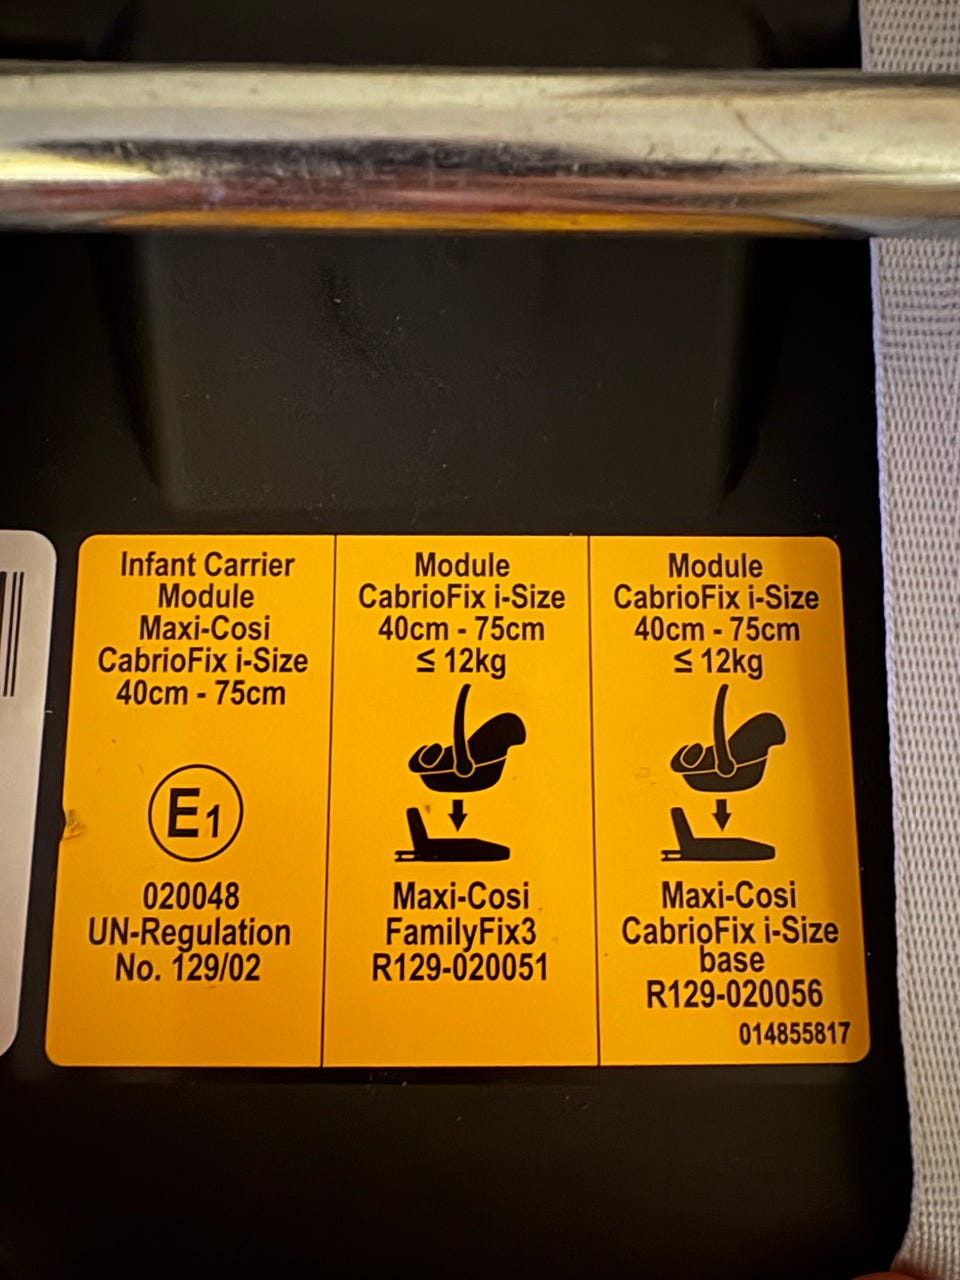 Infant Carrier
Module
Maxi-Cosi
CabrioFix i-Size
40cm - 75cm
E1
020048
UN-Regulation
No. 129/02
Module
CabrioFix i-Size
40cm - 75cm
≤ 12kg
Maxi-Cosi
FamilyFix3
R129-020051
Module
CabrioFix i-Size
40cm - 75cm
≤ 12kg
Maxi-Cosi
CabrioFix i-Size
base
R129-020056
014855817